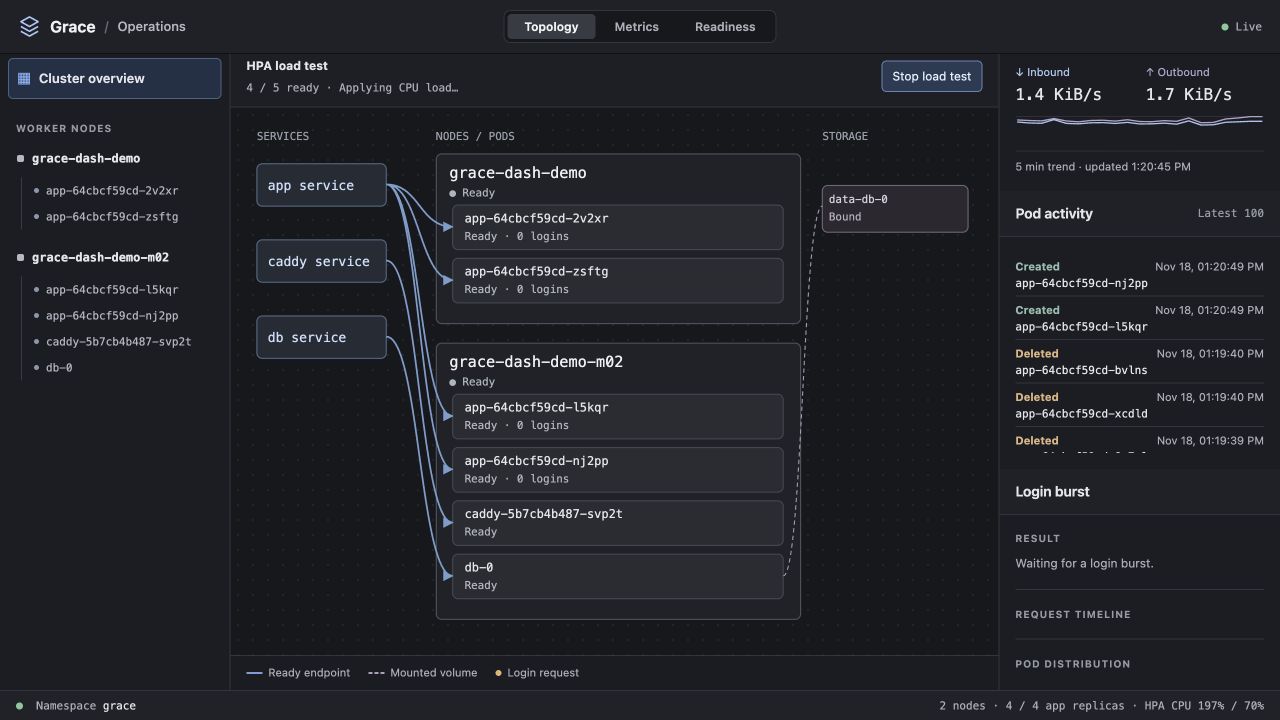 Grace / Operations
Topology
Metrics
Readiness
Live
Cluster overview
WORKER NODES
grace-dash-demo
app-64cbcf59cd-2v2xr
app-64cbcf59cd-zsftg
grace-dash-demo-m02
app-64cbcf59cd-l5kqr
app-64cbcf59cd-nj2pp
caddy-5b7cb4b487-svp2t
db-0
HPA load test
4 / 5 ready · Applying CPU load…
Stop load test
SERVICES
NODES / PODS
STORAGE
app service
caddy service
db service
grace-dash-demo
Ready
app-64cbcf59cd-2v2xr
Ready · 0 logins
app-64cbcf59cd-zsftg
Ready · 0 logins
grace-dash-demo-m02
Ready
app-64cbcf59cd-l5kqr
Ready · 0 logins
app-64cbcf59cd-nj2pp
Ready · 0 logins
caddy-5b7cb4b487-svp2t
Ready
db-0
Ready
data-db-0
Bound
Ready endpoint
Mounted volume
Login request
↓ Inbound
1.4 KiB/s
↑ Outbound
1.7 KiB/s
5 min trend · updated 1:20:45 PM
Pod activity
Latest 100
Created Nov 18, 01:20:49 PM
app-64cbcf59cd-nj2pp
Created Nov 18, 01:20:49 PM
app-64cbcf59cd-l5kqr
Deleted Nov 18, 01:19:40 PM
app-64cbcf59cd-bvlns
Deleted Nov 18, 01:19:40 PM
app-64cbcf59cd-xcdld
Deleted Nov 18, 01:19:39 PM
Login burst
RESULT
Waiting for a login burst.
REQUEST TIMELINE
POD DISTRIBUTION
Namespace grace
2 nodes · 4 / 4 app replicas · HPA CPU 197% / 70%